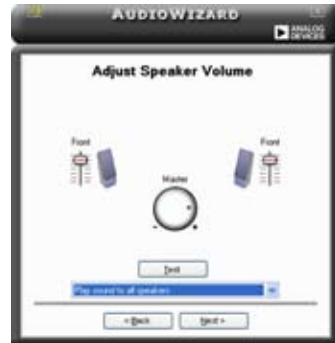 AUDIOWIZARD
ANALOG
DEVICES
Adjust Speaker Volume
Front
Front
Master
- +
Test
Play sound to all speakers
< Back Next >